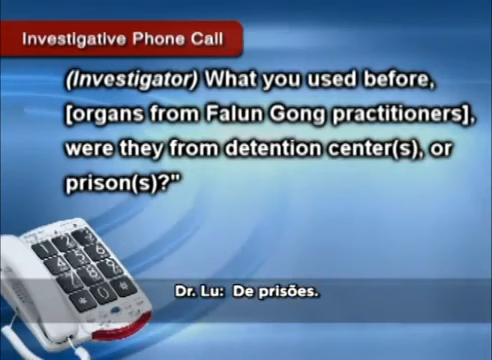 Investigative Phone Call
(Investigator) What you used before,
[organs from Falun Gong practitioners],
were they from detention center(s), or
prison(s)?"
Dr. Lu: De prisões.